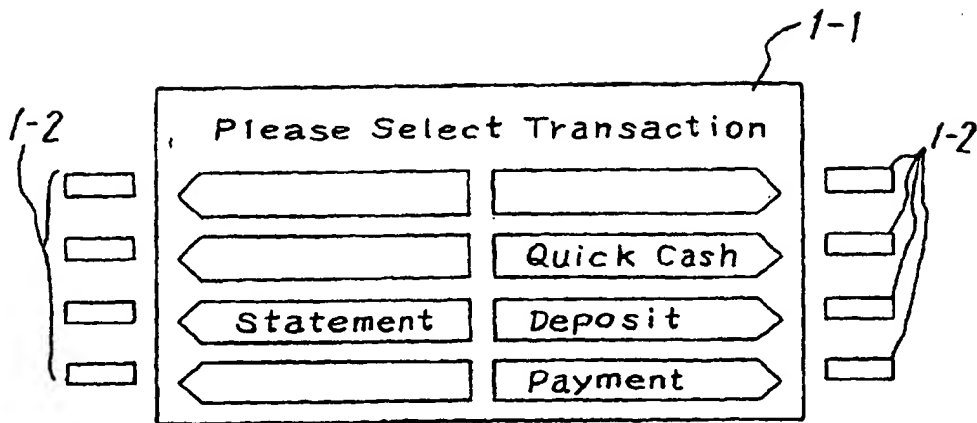 1-1
1-2
Please Select Transaction
1-2
Quick Cash
Statement Deposit
Payment